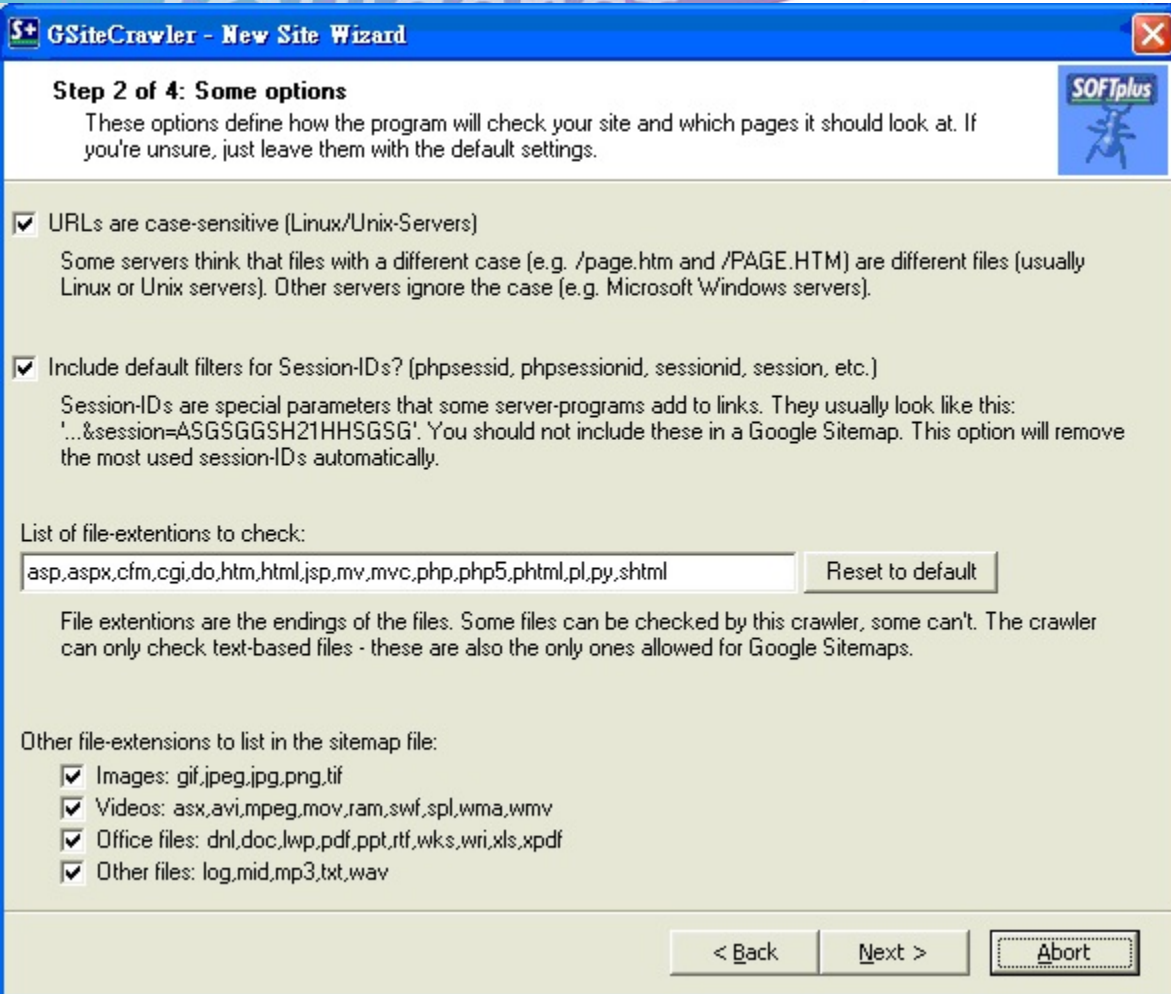 S+ GSiteCrawler - New Site Wizard
Step 2 of 4: Some options
These options define how the program will check your site and which pages it should look at. If
you're unsure, just leave them with the default settings.
SOFTplus
URLs are case-sensitive (Linux/Unix-Servers)
Some servers think that files with a different case (e.g. /page.htm and /PAGE.HTM) are different files (usually
Linux or Unix servers). Other servers ignore the case (e.g. Microsoft Windows servers).
Include default filters for Session-IDs? (phpsessid, phpsessionid, sessionid, session, etc.)
Session-IDs are special parameters that some server-programs add to links. They usually look like this:
'...&session=ASGSGGSH21HHSGSG'. You should not include these in a Google Sitemap. This option will remove
the most used session-IDs automatically.
List of file-extentions to check:
asp,aspx,cfm,cgi,do,htm,html,jsp,mv,mvc,php,php5,phtml,pl,py,shtml
Reset to default
File extentions are the endings of the files. Some files can be checked by this crawler, some can't. The crawler
can only check text-based files - these are also the only ones allowed for Google Sitemaps.
Other file-extensions to list in the sitemap file:
Images: gif,jpeg,jpg,png,tif
Videos: asx,avi,mpeg,mov,ram,swf,spl,wma,wmv
Office files: dnl,doc,lwp,pdf,ppt,rtf,wks,wri,xls,xpdf
Other files: log,mid,mp3,txt,wav
< Back
Next >
Abort